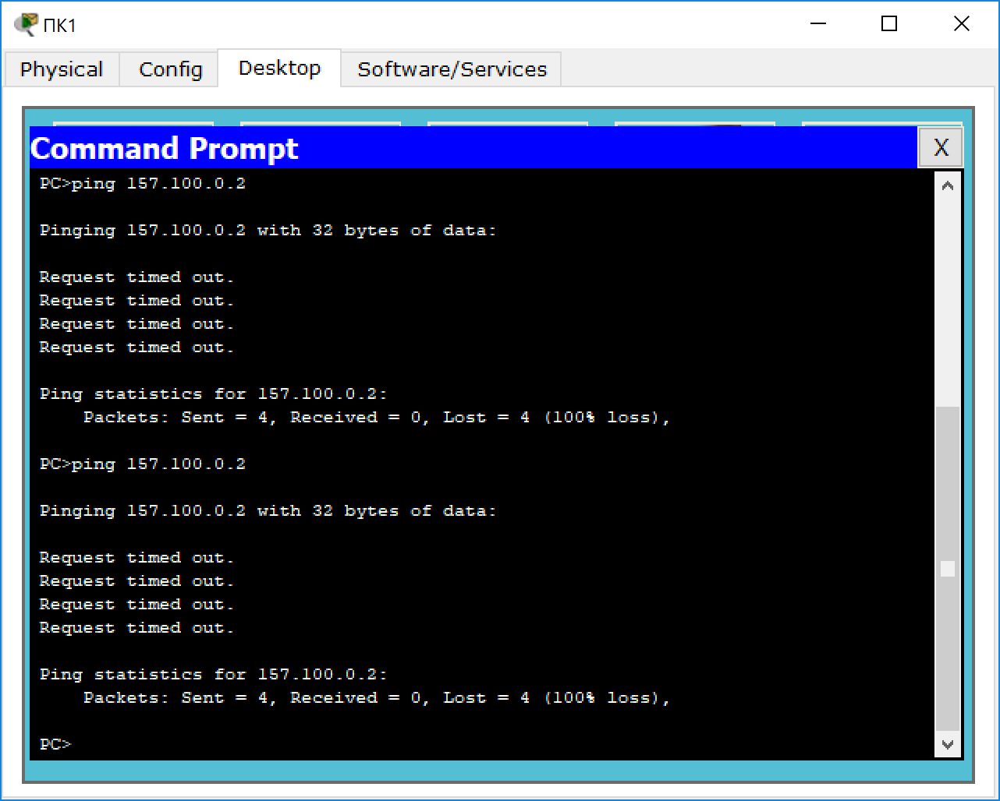 ПК1
Physical Config Desktop Software/Services
Command Prompt X
PC>ping 157.100.0.2
Pinging 157.100.0.2 with 32 bytes of data:
Request timed out.
Request timed out.
Request timed out.
Request timed out.
Ping statistics for 157.100.0.2:
Packets: Sent = 4, Received = 0, Lost = 4 (100% loss),
PC>ping 157.100.0.2
Pinging 157.100.0.2 with 32 bytes of data:
Request timed out.
Request timed out.
Request timed out.
Request timed out.
Ping statistics for 157.100.0.2:
Packets: Sent = 4, Received = 0, Lost = 4 (100% loss),
PC>